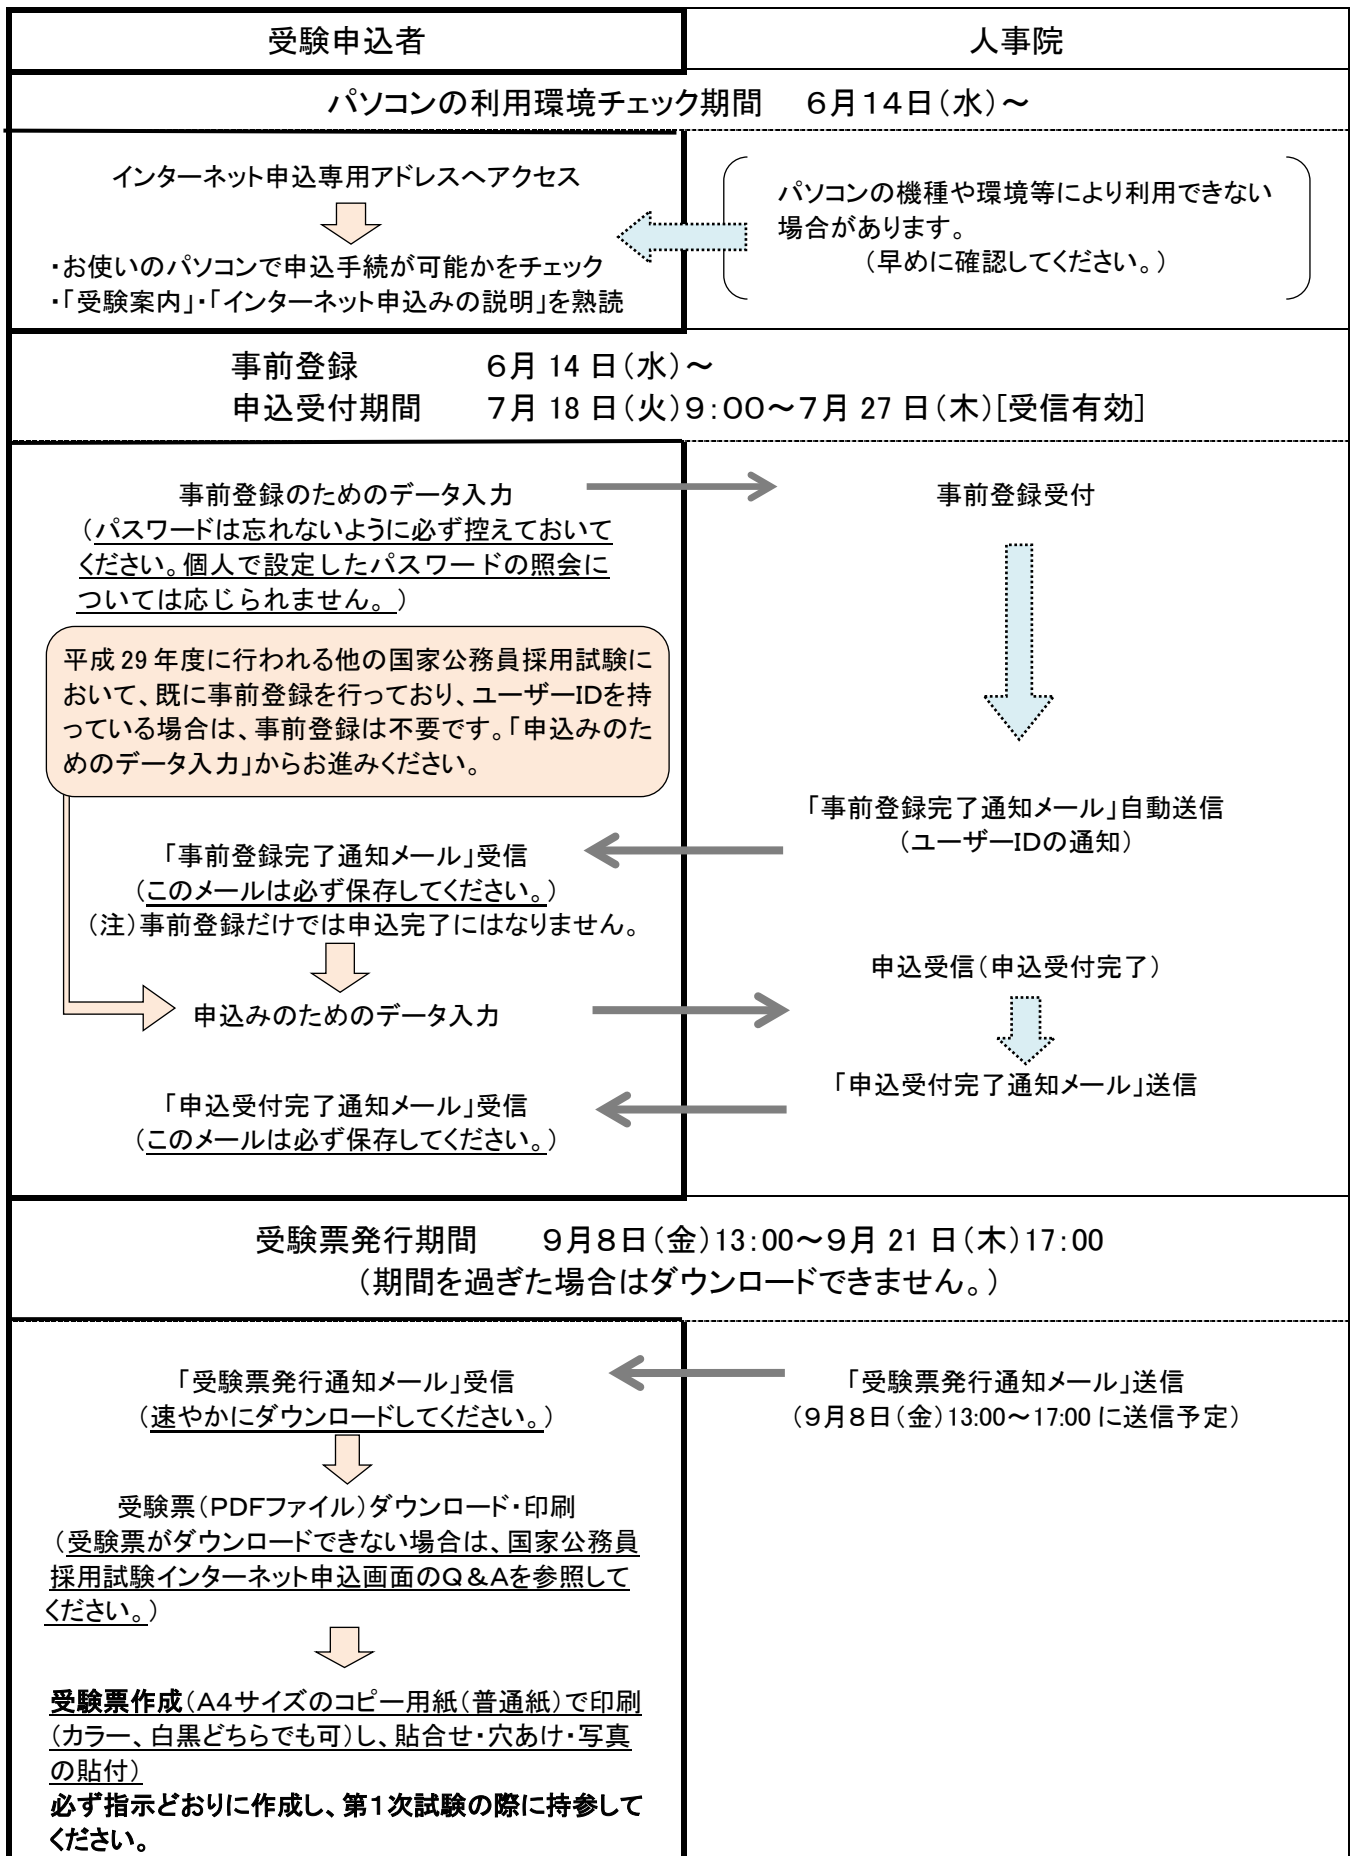 受験申込者
人事院
パソコンの利用環境チェック期間　６月１４日（水）～
インターネット申込専用アドレスへアクセス
・お使いのパソコンで申込手続が可能かをチェック
・「受験案内」・「インターネット申込みの説明」を熟読
パソコンの機種や環境等により利用できない
場合があります。
（早めに確認してください。）
事前登録　６月 14 日（水）～
申込受付期間　７月 18 日（火）９：００～７月 27 日（木）[受信有効]
事前登録のためのデータ入力
（パスワードは忘れないように必ず控えておいて
ください。個人で設定したパスワードの照会に
ついては応じられません。）
事前登録受付
平成 29 年度に行われる他の国家公務員採用試験に
おいて、既に事前登録を行っており、ユーザーＩＤを持
っている場合は、事前登録は不要です。「申込みのた
めのデータ入力」からお進みください。
「事前登録完了通知メール」自動送信
（ユーザーＩＤの通知）
「事前登録完了通知メール」受信
（このメールは必ず保存してください。）
（注）事前登録だけでは申込完了にはなりません。
申込みのためのデータ入力
申込受信（申込受付完了）
「申込受付完了通知メール」送信
「申込受付完了通知メール」受信
（このメールは必ず保存してください。）
受験票発行期間　９月８日（金）13：00～９月 21 日（木）17：00
（期間を過ぎた場合はダウンロードできません。）
「受験票発行通知メール」受信
（速やかにダウンロードしてください。）
「受験票発行通知メール」送信
（９月８日（金）13:00～17:00 に送信予定）
受験票（ＰＤＦファイル）ダウンロード・印刷
（受験票がダウンロードできない場合は、国家公務員
採用試験インターネット申込画面のＱ＆Ａを参照して
ください。）
受験票作成（Ａ４サイズのコピー用紙（普通紙）で印刷
（カラー、白黒どちらでも可）し、貼合せ・穴あけ・写真
の貼付）
必ず指示どおりに作成し、第１次試験の際に持参して
ください。